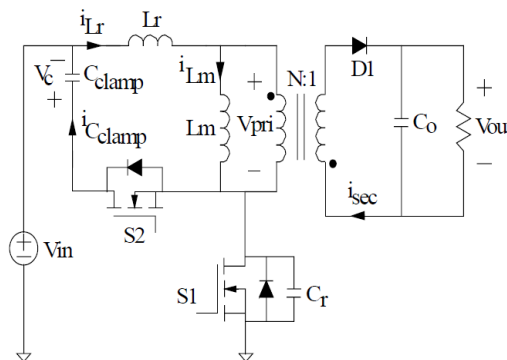 iLr
Lr
Vc
−
+
Cclamp
iCclamp
iLm
Lm
+
Vpri
−
N:1
D1
Co
+
Vou
−
isec
S2
+
−
Vin
S1
Cr